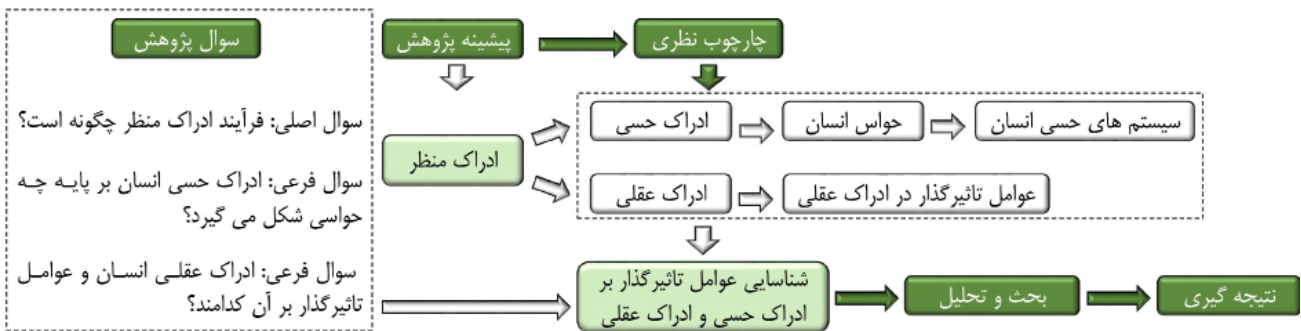 سوال پژوهش
سوال اصلی: فرآیند ادراک منظر چگونه است؟
سوال فرعی: ادراک حسی انسان بر پایه چه
حواسی شکل می گیرد؟
سوال فرعی: ادراک عقلی انسان و عوامل
تاثیرگذار بر آن کدامند؟
پیشینه پژوهش
چارچوب نظری
ادراک منظر
ادراک حسی
حواس انسان
سیستم های حسی انسان
ادراک عقلی
عوامل تاثیرگذار در ادراک عقلی
شناسایی عوامل تاثیرگذار بر
ادراک حسی و ادراک عقلی
بحث و تحلیل
نتیجه گیری